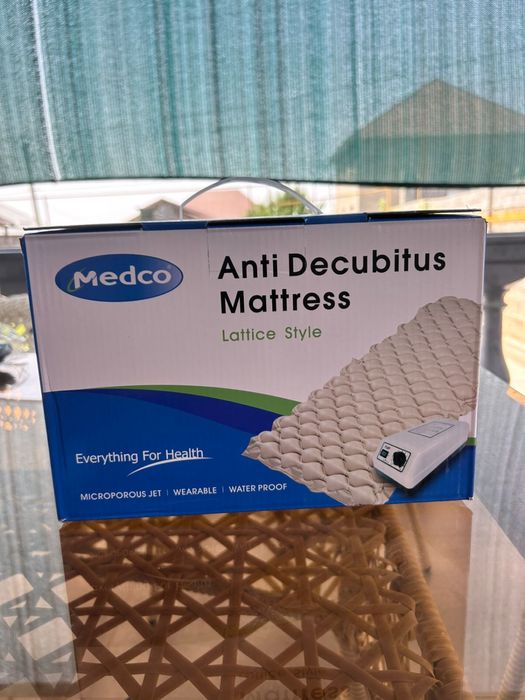 Medco
Anti Decubitus
Mattress
Lattice Style
Everything For Health
MICROPOROUS JET | WEARABLE | WATER PROOF